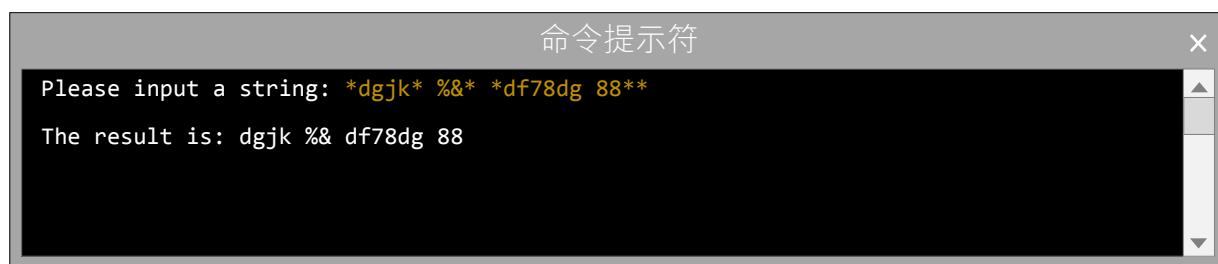 命令提示符
Please input a string: *dgjk* %&* *df78dg 88**
The result is: dgjk %& df78dg 88